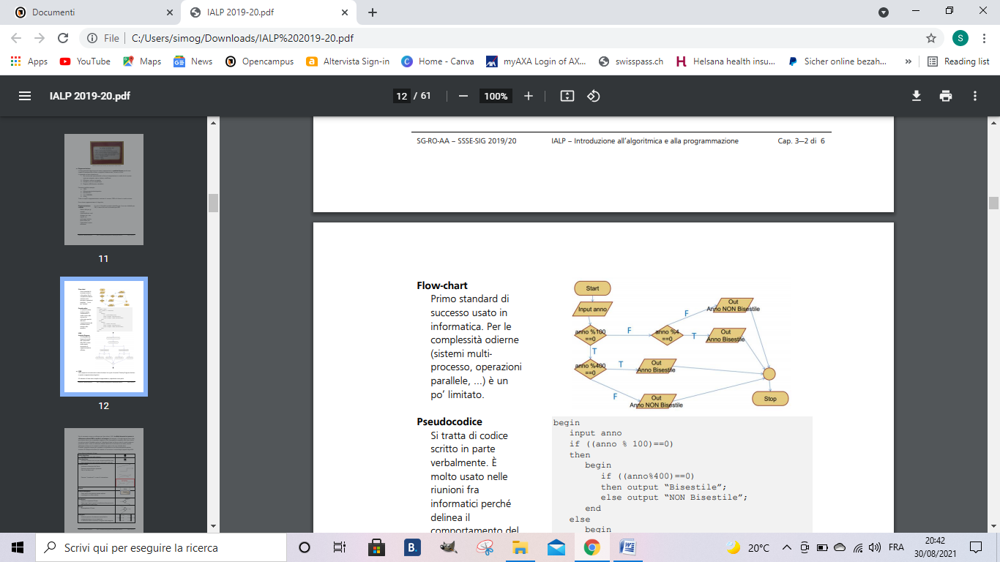 Documenti
IALP 2019-20.pdf
File
C:/Users/simog/Downloads/IALP%202019-20.pdf
S
Apps
YouTube
Maps
News
Opencampus
Altervista Sign-in
Home - Canva
myAXA Login of AX...
swisspass.ch
Helsana health insu...
Sicher online bezah...
»
Reading list
IALP 2019-20.pdf
12 / 61
100%
11
12
SG-RO-AA – SSSE-SIG 2019/20
IALP – Introduzione all'algoritmica e alla programmazione
Cap. 3—2 di 6
Flow-chart
Primo standard di
successo usato in
informatica. Per le
complessità odierne
(sistemi multi-
processo, operazioni
parallele, ...) è un
po' limitato.
Start
Input anno
anno %100
==0
F
anno %4
==0
F
Out
Anno NON Bisestile
T
Out
Anno Bisestile
T
anno %400
==0
T
Out
Anno Bisestile
F
Out
Anno NON Bisestile
Stop
Pseudocodice
Si tratta di codice
scritto in parte
verbalmente. È
molto usato nelle
riunioni fra
informatici perché
delinea il
comportamento del
begin
input anno
if ((anno % 100)==0)
then
begin
if ((anno%400)==0)
then output “Bisestile”;
else output “NON Bisestile”;
end
else
begin
Scrivi qui per eseguire la ricerca
B.
20°C
FRA
20:42
30/08/2021